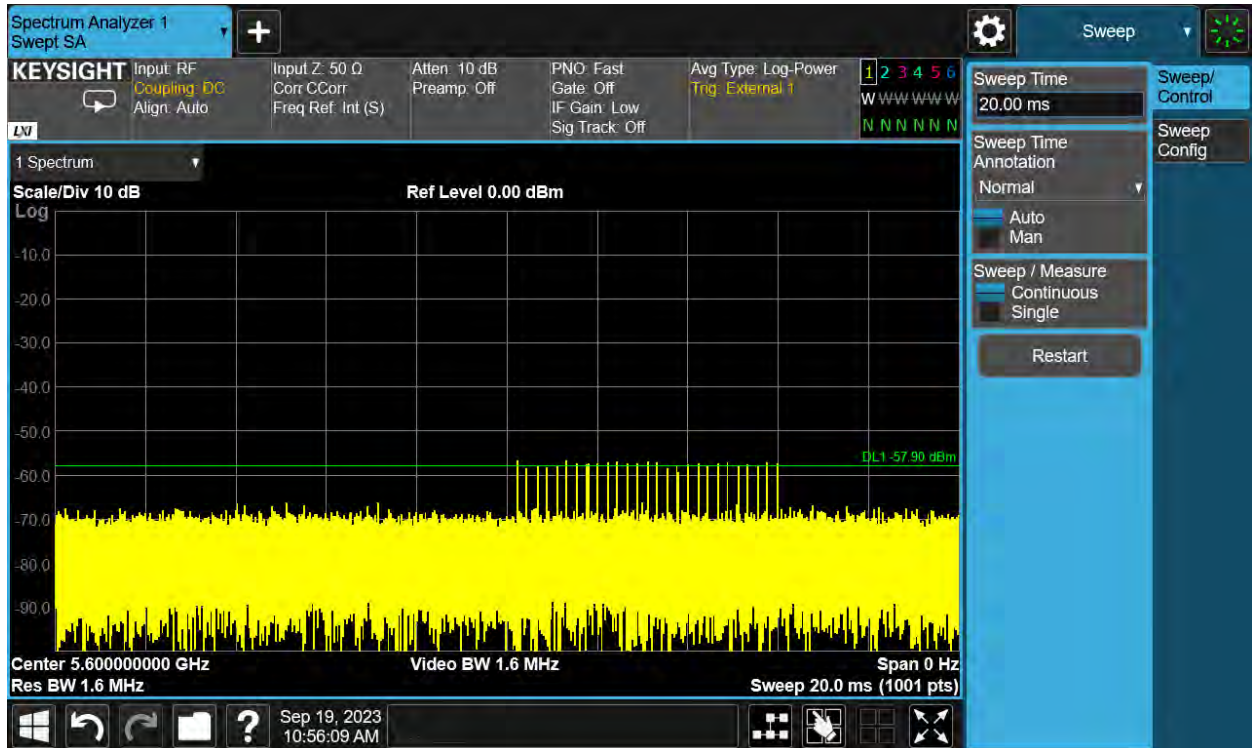 Spectrum Analyzer 1
Swept SA
+
Sweep
KEYSIGHT
LXI
Input: RF
Coupling: DC
Align: Auto
Input Z: 50 Ω
Corr CCorr
Freq Ref: Int (S)
Atten: 10 dB
Preamp: Off
PNO: Fast
Gate: Off
IF Gain: Low
Sig Track: Off
Avg Type: Log-Power
Trig: External 1
1 2 3 4 5 6
W W W W W W
N N N N N N
1 Spectrum
Scale/Div 10 dB
Ref Level 0.00 dBm
Log
-10.0
-20.0
-30.0
-40.0
-50.0
-60.0
-70.0
-80.0
-90.0
DL1 -57.90 dBm
Center 5.600000000 GHz
Res BW 1.6 MHz
Video BW 1.6 MHz
Span 0 Hz
Sweep 20.0 ms (1001 pts)
Sweep Time
20.00 ms
Sweep Time
Annotation
Normal
Auto
Man
Sweep / Measure
Continuous
Single
Restart
Sweep/
Control
Sweep
Config
?
Sep 19, 2023
10:56:09 AM